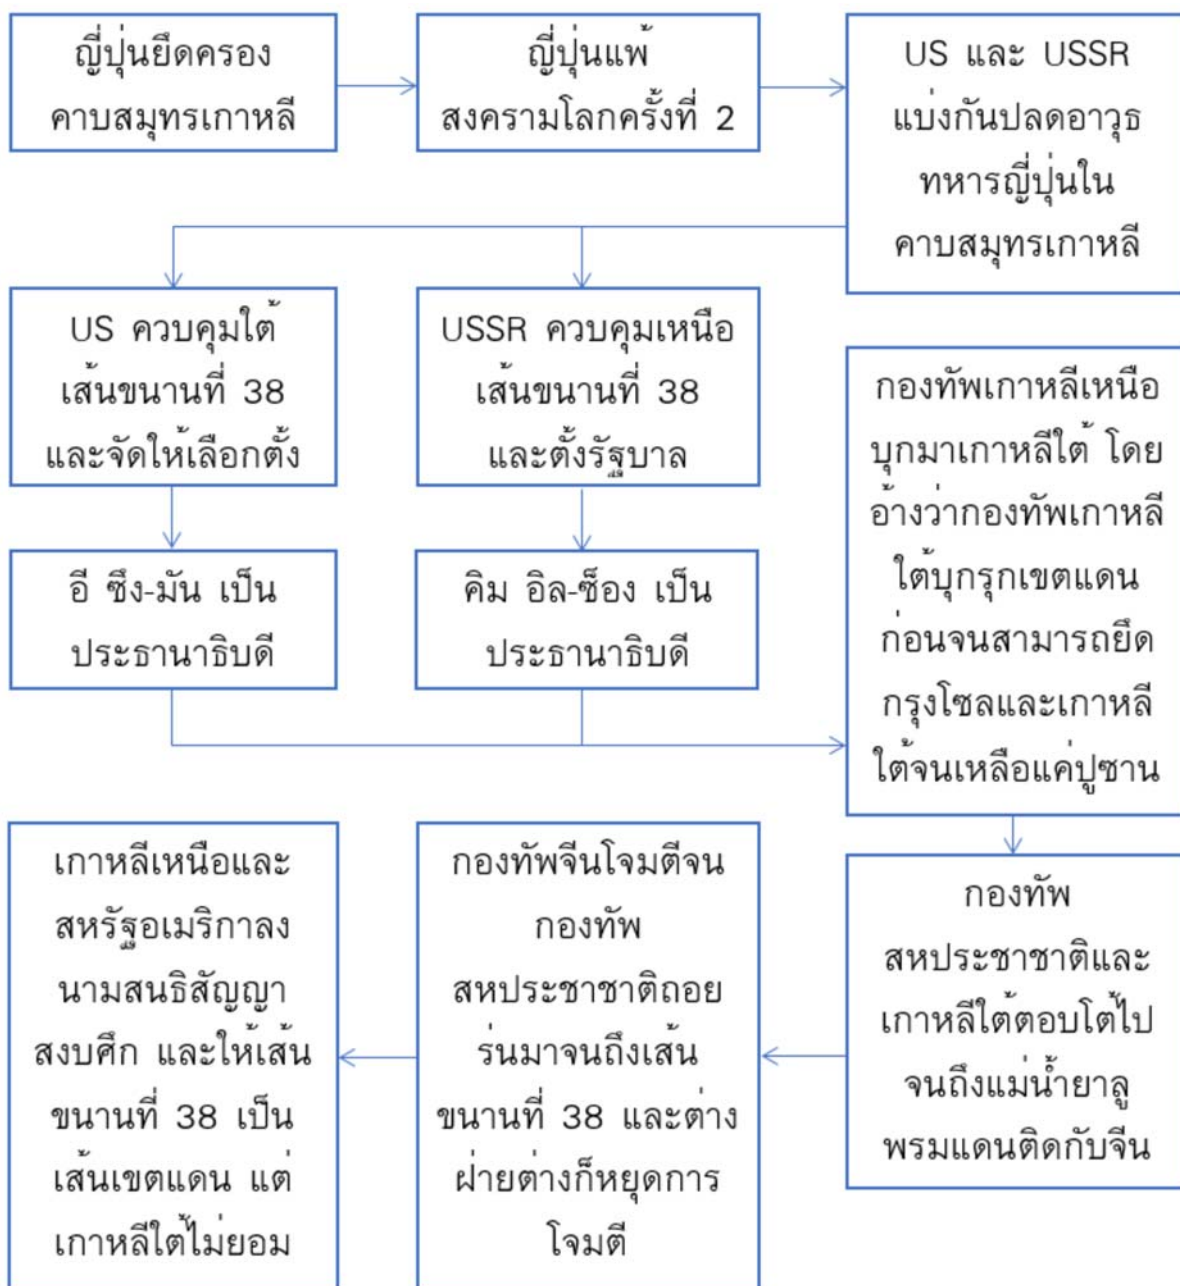 ญี่ปุ่นยึดครอง
คาบสมุทรเกาหลี
ญี่ปุ่นแพ้
สงครามโลกครั้งที่ 2
US และ USSR
แบ่งกันปลดอาวุธ
ทหารญี่ปุ่นใน
คาบสมุทรเกาหลี
US ควบคุมใต้
เส้นขนานที่ 38
และจัดให้เลือกตั้ง
USSR ควบคุมเหนือ
เส้นขนานที่ 38
และตั้งรัฐบาล
อี ซึง-มัน เป็น
ประธานาธิบดี
คิม อิล-ซ็อง เป็น
ประธานาธิบดี
กองทัพเกาหลีเหนือ
บุกมาเกาหลีใต้ โดย
อ้างว่ากองทัพเกาหลี
ใต้บุกรุกเขตแดน
ก่อนจนสามารถยึด
กรุงโซลและเกาหลี
ใต้จนเหลือแค่ปูซาน
กองทัพ
สหประชาชาติและ
เกาหลีใต้ตอบโต้ไป
จนถึงแม่น้ำยาลู
พรมแดนติดกับจีน
กองทัพจีนโจมตีจน
กองทัพ
สหประชาชาติถอย
ร่นมาจนถึงเส้น
ขนานที่ 38 และต่าง
ฝ่ายต่างก็หยุดการ
โจมตี
เกาหลีเหนือและ
สหรัฐอเมริกาลง
นามสนธิสัญญา
สงบศึก และให้เส้น
ขนานที่ 38 เป็น
เส้นเขตแดน แต่
เกาหลีใต้ไม่ยอม